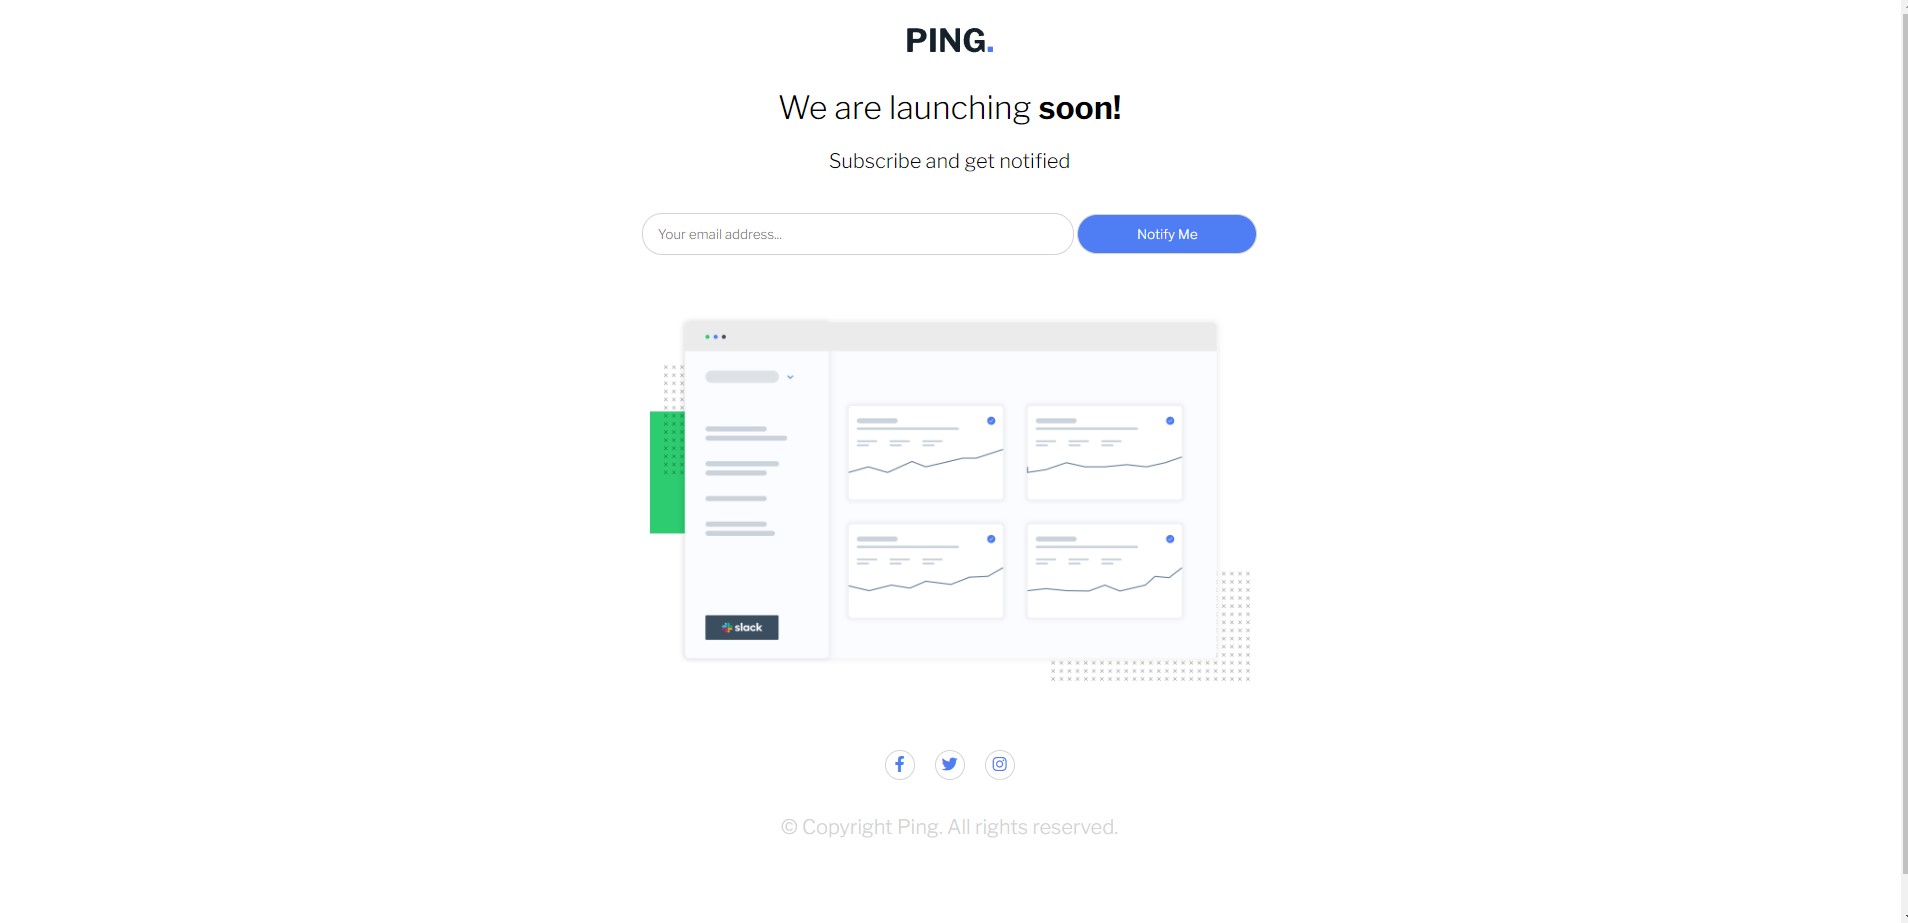 PING.
We are launching soon!
Subscribe and get notified
Your email address...
Notify Me
slack
© Copyright Ping. All rights reserved.